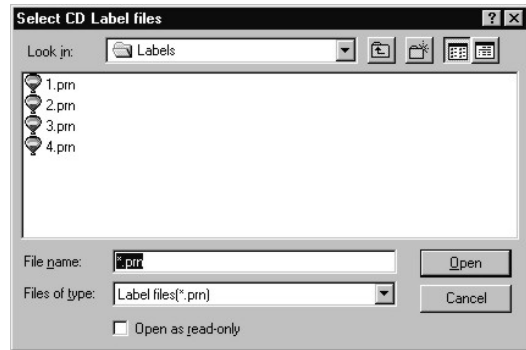 Select CD Label files
Look in: Labels
1.prn
2.prn
3.prn
4.prn
File name: *.prn Open
Files of type: Label files(*.prn) Cancel
Open as read-only